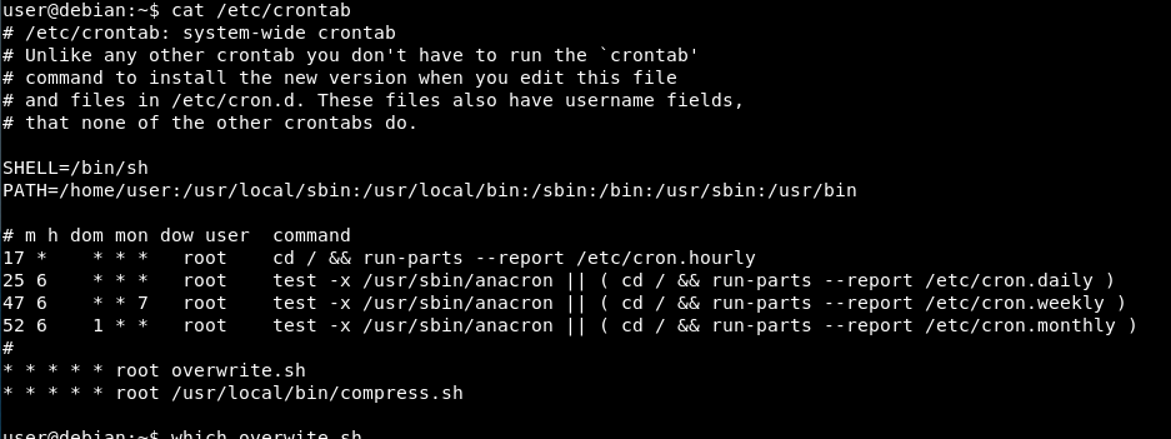 user@debian:~$ cat /etc/crontab
# /etc/crontab: system-wide crontab
# Unlike any other crontab you don't have to run the `crontab'
# command to install the new version when you edit this file
# and files in /etc/cron.d. These files also have username fields,
# that none of the other crontabs do.

SHELL=/bin/sh
PATH=/home/user:/usr/local/sbin:/usr/local/bin:/sbin:/bin:/usr/sbin:/usr/bin

# m h dom mon dow user  command
17 *    * * *   root    cd / && run-parts --report /etc/cron.hourly
25 6    * * *   root    test -x /usr/sbin/anacron || ( cd / && run-parts --report /etc/cron.daily )
47 6    * * 7   root    test -x /usr/sbin/anacron || ( cd / && run-parts --report /etc/cron.weekly )
52 6    1 * *   root    test -x /usr/sbin/anacron || ( cd / && run-parts --report /etc/cron.monthly )
#
* * * * * root overwrite.sh
* * * * * root /usr/local/bin/compress.sh

user@debian:~$ which overwite.sh